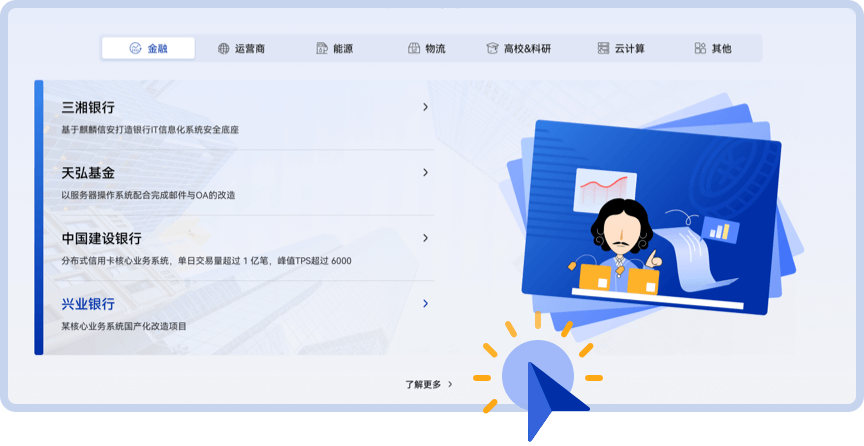 金融 运营商 能源 物流 高校&科研 云计算 其他
三湘银行
基于麒麟信安打造银行IT信息化系统安全底座
天弘基金
以服务器操作系统配合完成邮件与OA的改造
中国建设银行
分布式信用卡核心业务系统，单日交易量超过 1 亿笔，峰值TPS超过 6000
兴业银行
某核心业务系统国产化改造项目
了解更多